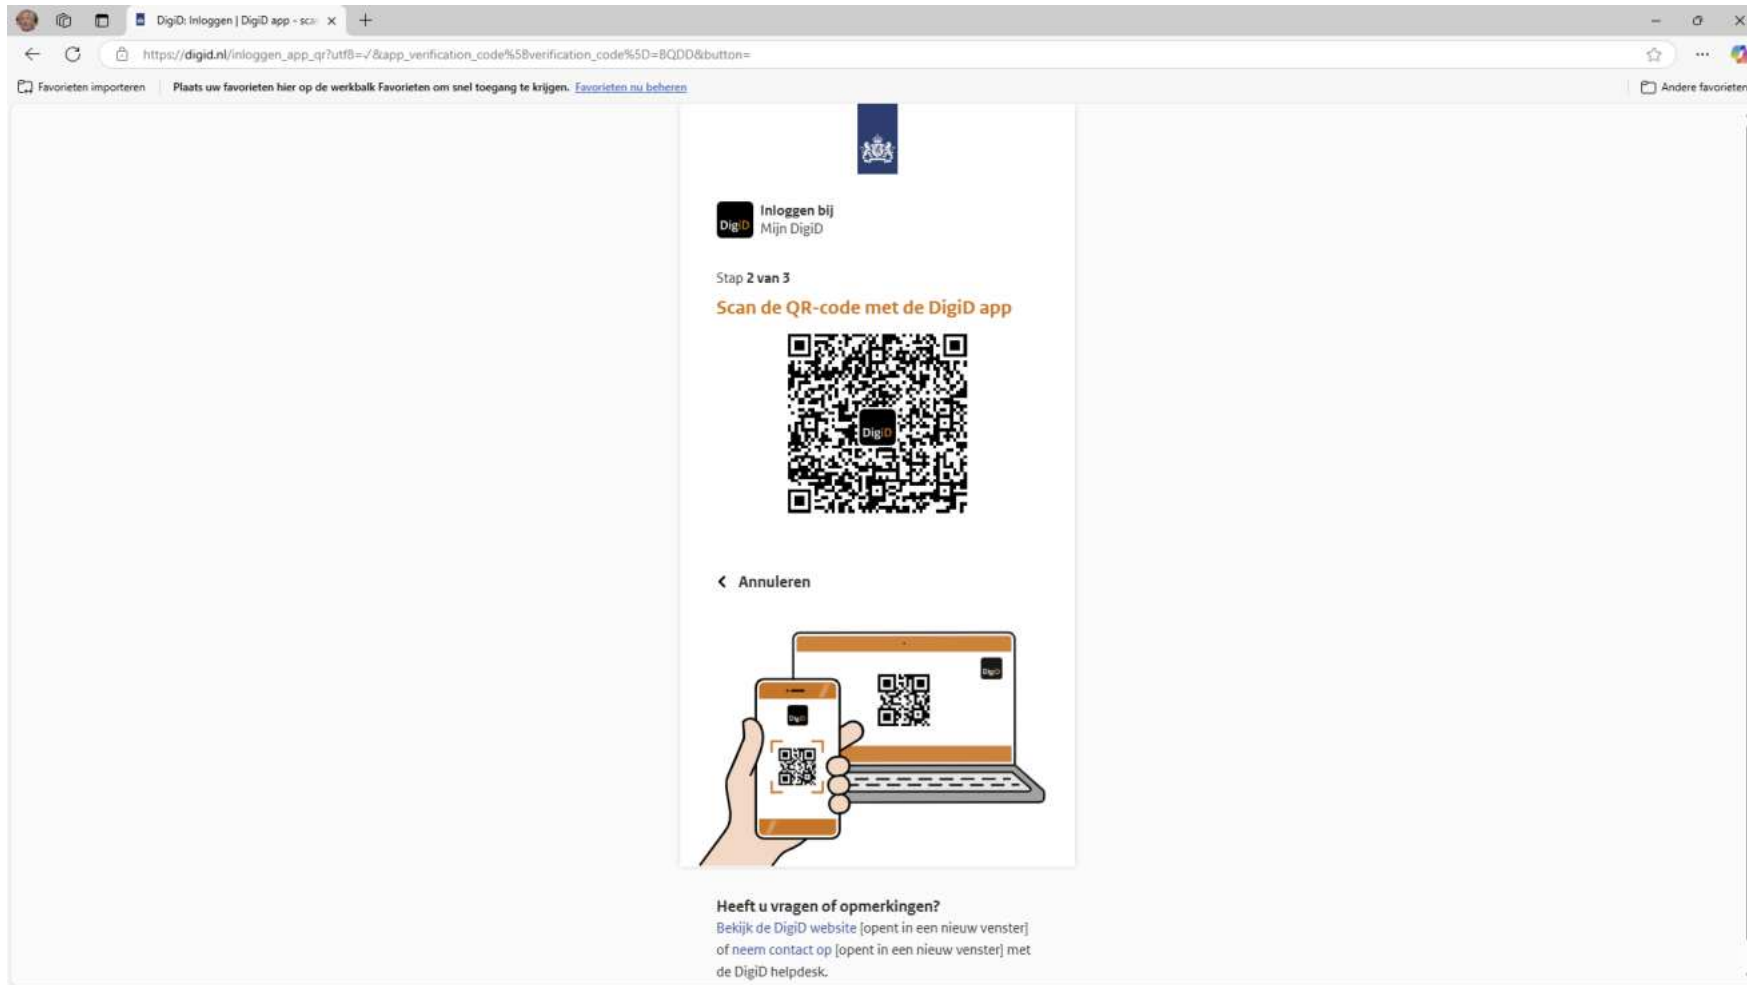 DigiD: Inloggen | DigiD app - sca
https://digid.nl/inloggen_app_qr?utf8=✓&app_verification_code%5Bverification_code%5D=BQDD&button=
Favorieten importeren
Plaats uw favorieten hier op de werkbalk Favorieten om snel toegang te krijgen. Favorieten nu beheren
Andere favorieten
DigiD
Inloggen bij
Mijn DigiD
Stap 2 van 3
Scan de QR-code met de DigiD app
DigiD
Annuleren
DigiD
DigiD
Heeft u vragen of opmerkingen?
Bekijk de DigiD website [opent in een nieuw venster]
of neem contact op [opent in een nieuw venster] met
de DigiD helpdesk.